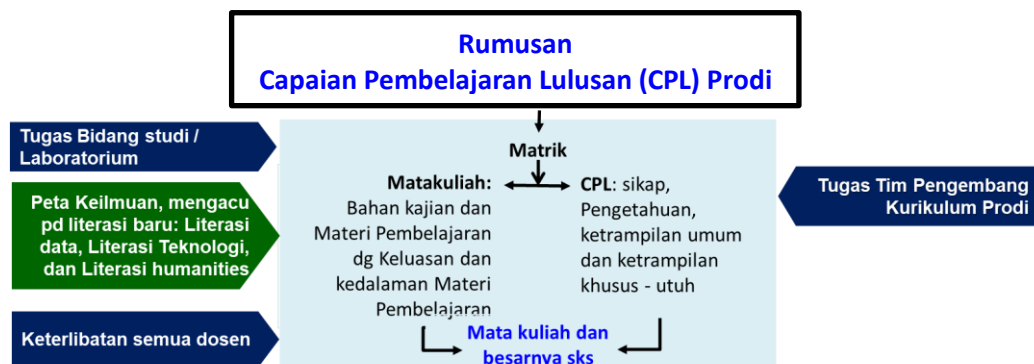 Rumusan
Capaian Pembelajaran Lulusan (CPL) Prodi
Tugas Bidang studi /
Laboratorium
Peta Keilmuan, mengacu
pd literasi baru: Literasi
data, Literasi Teknologi,
dan Literasi humanities
Keterlibatan semua dosen
Matrik
Matakuliah:
Bahan kajian dan
Materi Pembelajaran
dg Keluasan dan
kedalaman Materi
Pembelajaran
CPL: sikap,
Pengetahuan,
ketrampilan umum
dan ketrampilan
khusus - utuh
Mata kuliah dan
besarnya sks
Tugas Tim Pengembang
Kurikulum Prodi